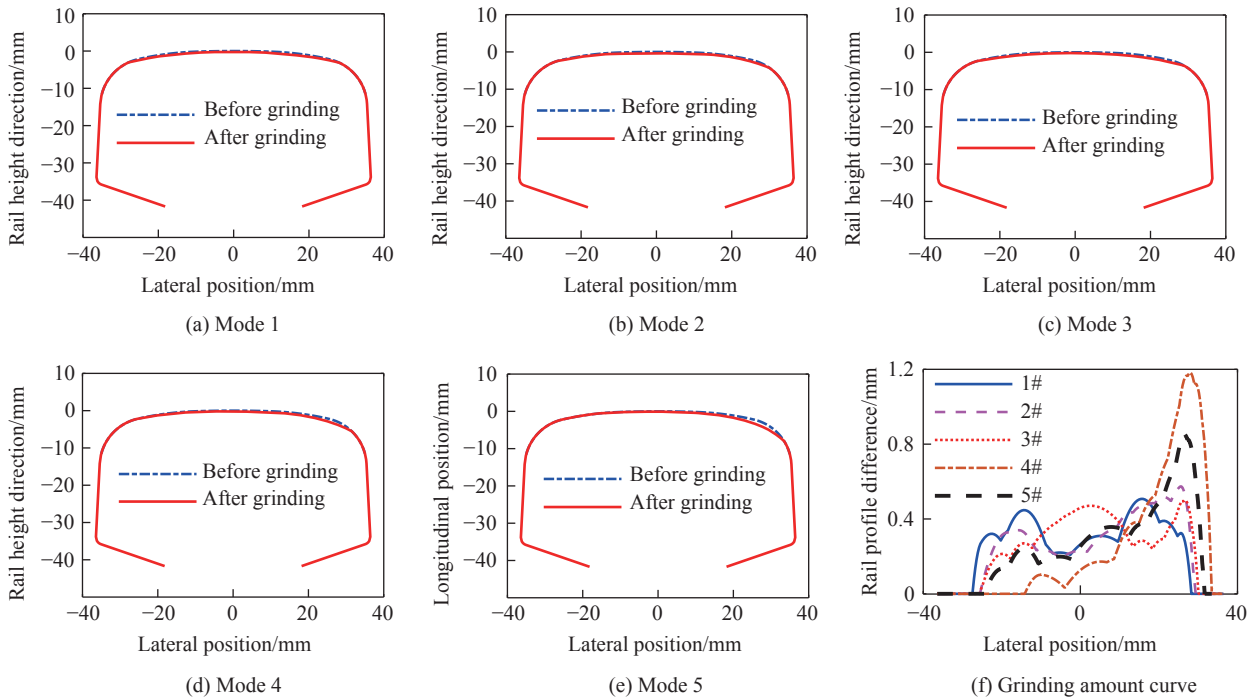 10
0
−10
−20
−30
−40
Rail height direction/mm
Before grinding
After grinding
−40
−20
0
20
40
Lateral position/mm
(a) Mode 1
10
0
−10
−20
−30
−40
Rail height direction/mm
Before grinding
After grinding
−40
−20
0
20
40
Lateral position/mm
(b) Mode 2
10
0
−10
−20
−30
−40
Rail height direction/mm
Before grinding
After grinding
−40
−20
0
20
40
Lateral position/mm
(c) Mode 3
10
0
−10
−20
−30
−40
Rail height direction/mm
Before grinding
After grinding
−40
−20
0
20
40
Lateral position/mm
(d) Mode 4
10
0
−10
−20
−30
−40
Longitudinal position/mm
Before grinding
After grinding
−40
−20
0
20
40
Lateral position/mm
(e) Mode 5
1.2
0.8
0.4
0
Rail profile difference/mm
1#
2#
3#
4#
5#
−40
0
40
Lateral position/mm
(f) Grinding amount curve